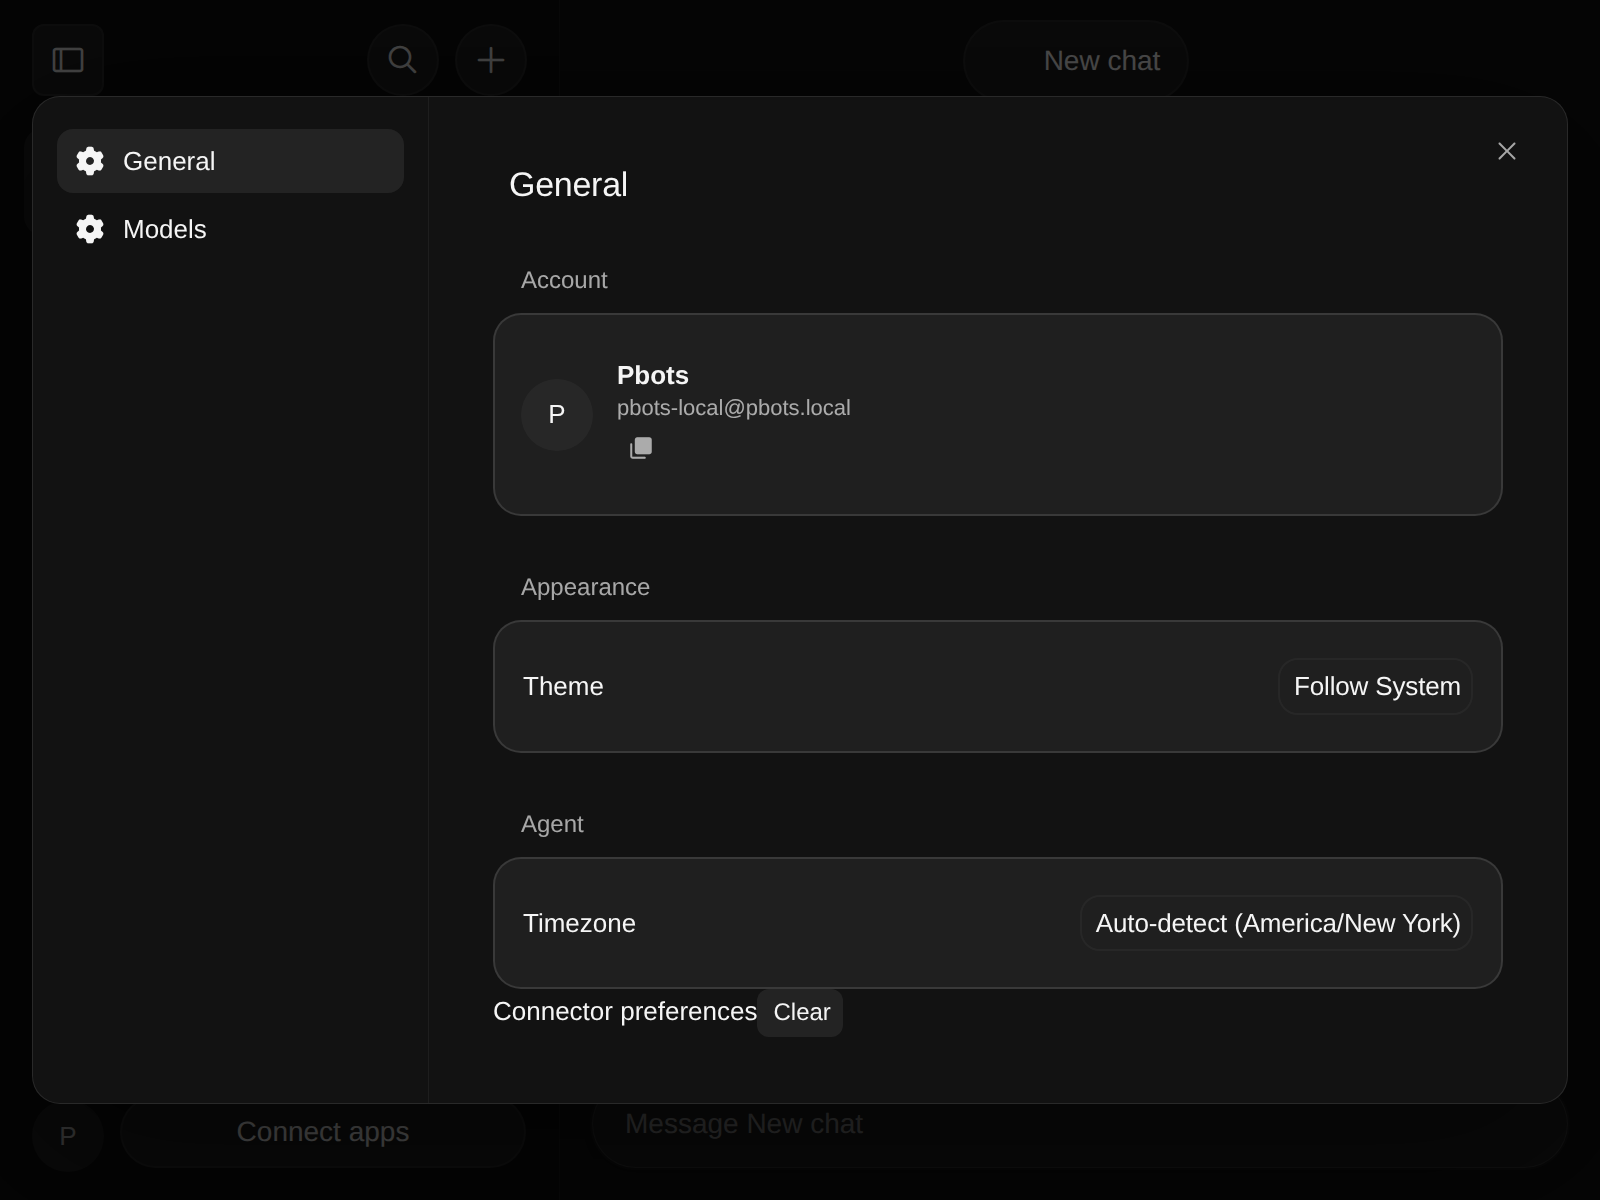 New chat
General
Models
General
Account
P
Pbots
pbots-local@pbots.local
Appearance
Theme
Follow System
Agent
Timezone
Auto-detect (America/New York)
Connector preferences
Clear
P
Connect apps
Message New chat